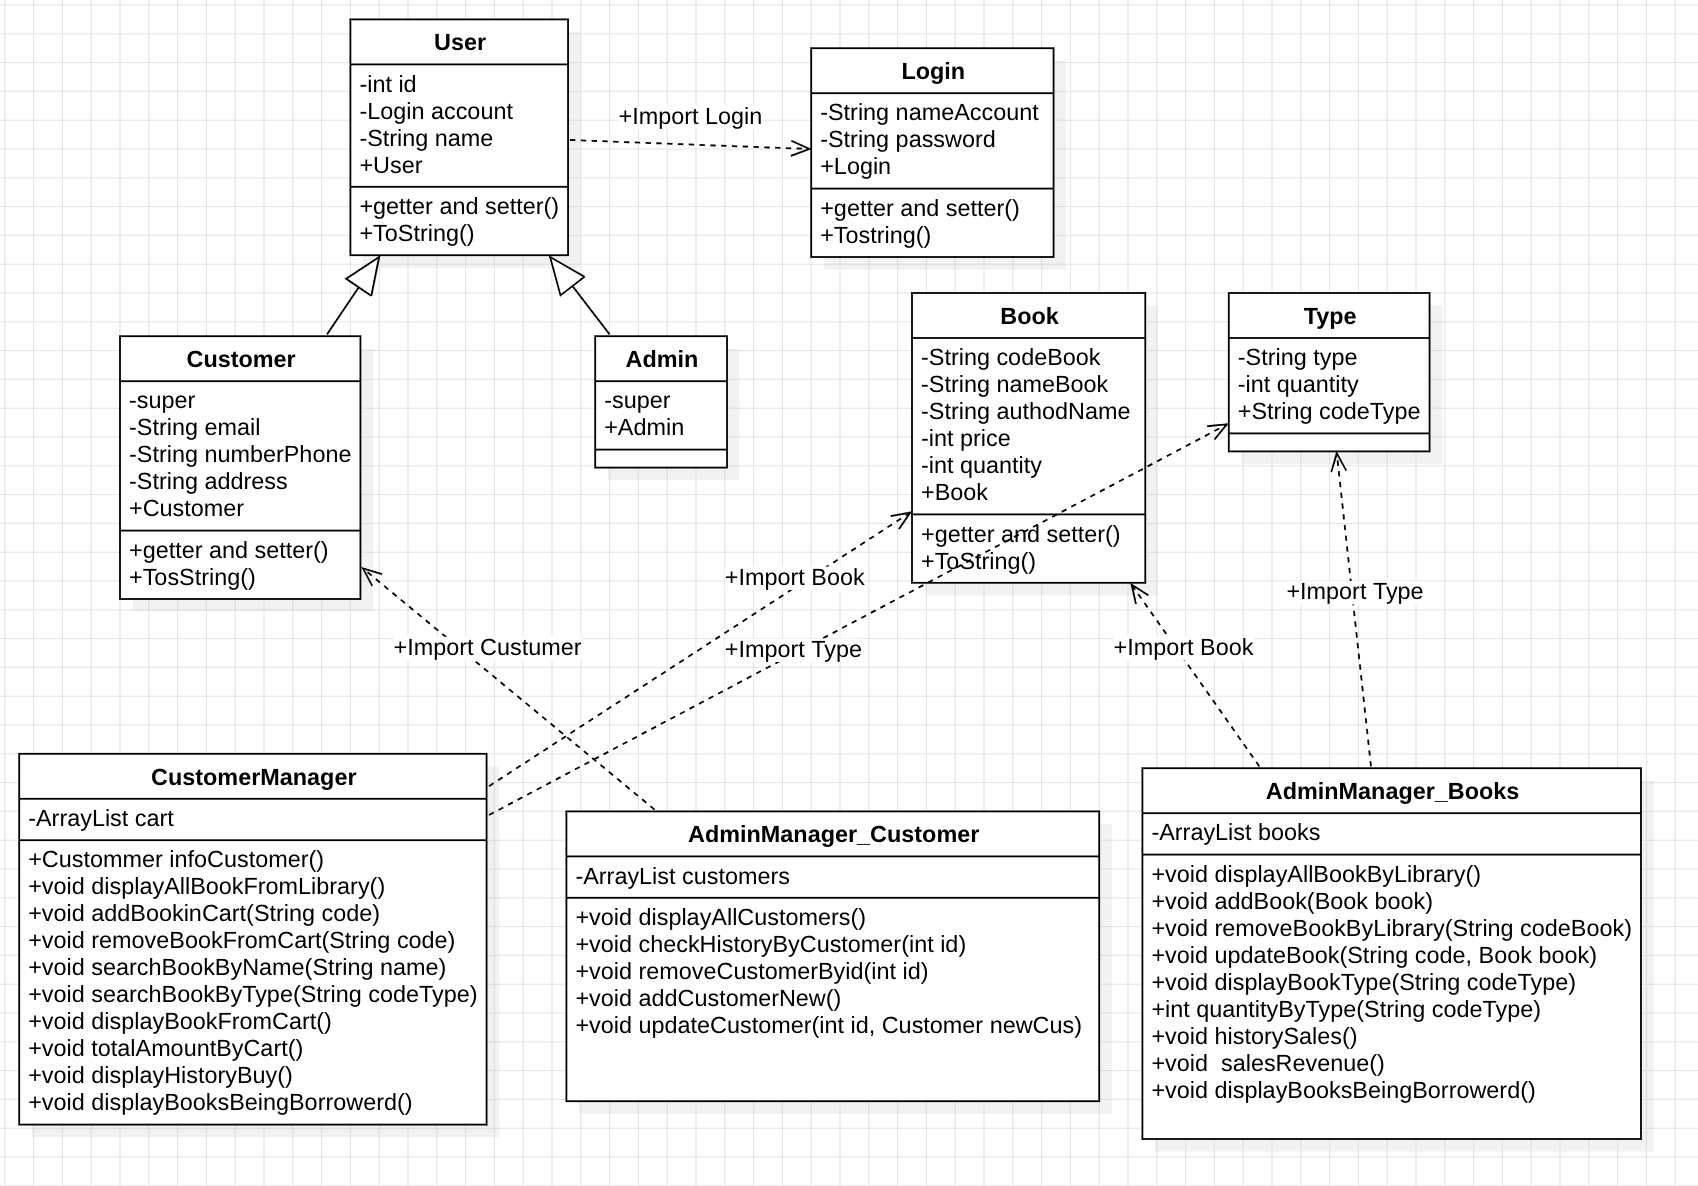 User
-int id
-Login account
-String name
+User
+getter and setter()
+ToString()
+Import Login
Login
-String nameAccount
-String password
+Login
+getter and setter()
+Tostring()
Customer
-super
-String email
-String numberPhone
-String address
+Customer
+getter and setter()
+TosString()
Admin
-super
+Admin
Book
-String codeBook
-String nameBook
-String authodName
-int price
-int quantity
+Book
+getter and setter()
+ToString()
Type
-String type
-int quantity
+String codeType
+Import Custumer
+Import Book
+Import Type
+Import Book
+Import Type
CustomerManager
-ArrayList cart
+Custommer infoCustomer()
+void displayAllBookFromLibrary()
+void addBookinCart(String code)
+void removeBookFromCart(String code)
+void searchBookByName(String name)
+void searchBookByType(String codeType)
+void displayBookFromCart()
+void totalAmountByCart()
+void displayHistoryBuy()
+void displayBooksBeingBorrowerd()
AdminManager_Customer
-ArrayList customers
+void displayAllCustomers()
+void checkHistoryByCustomer(int id)
+void removeCustomerByid(int id)
+void addCustomerNew()
+void updateCustomer(int id, Customer newCus)
AdminManager_Books
-ArrayList books
+void displayAllBookByLibrary()
+void addBook(Book book)
+void removeBookByLibrary(String codeBook)
+void updateBook(String code, Book book)
+void displayBookType(String codeType)
+int quantityByType(String codeType)
+void historySales()
+void  salesRevenue()
+void displayBooksBeingBorrowerd()